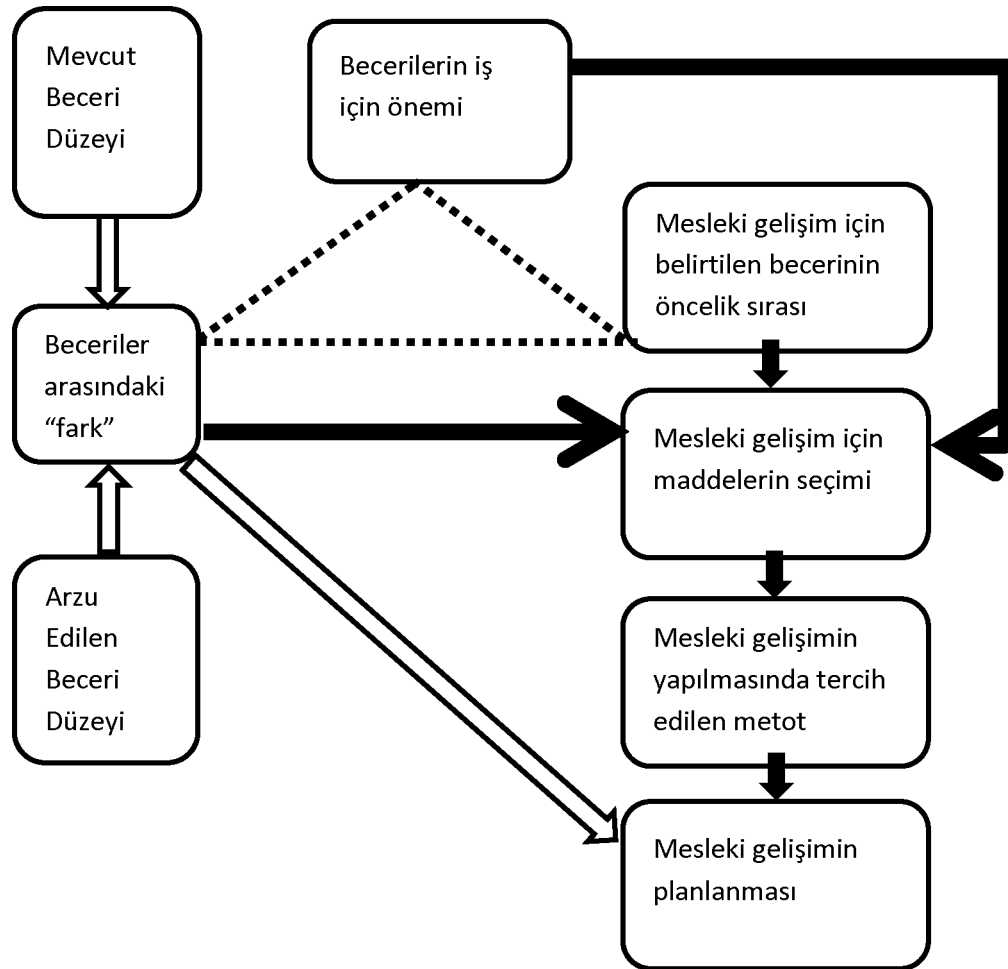 Mevcut
Beceri
Düzeyi
Becerilerin iş
için önemi
Mesleki gelişim için
belirtilen becerinin
öncelik sırası
Beceriler
arasındaki
“fark”
Mesleki gelişim için
maddelerin seçimi
Arzu
Edilen
Beceri
Düzeyi
Mesleki gelişimin
yapılmasında tercih
edilen metot
Mesleki gelişimin
planlanması